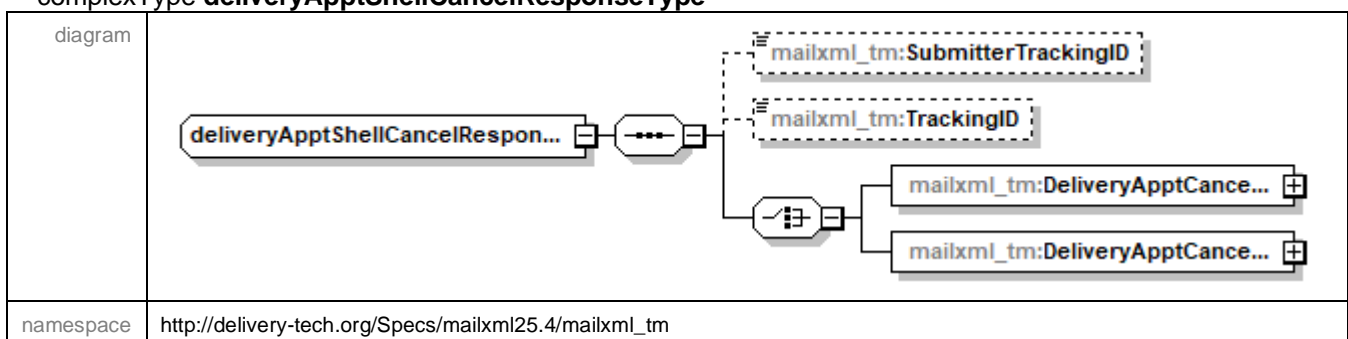 complexType deliveryApptShellCancelResponseType
diagram
mailxml_tm:SubmitterTrackingID
mailxml_tm:TrackingID
deliveryApptShellCancelRespon...
mailxml_tm:DeliveryApptCance...
mailxml_tm:DeliveryApptCance...
namespace
http://delivery-tech.org/Specs/mailxml25.4/mailxml_tm